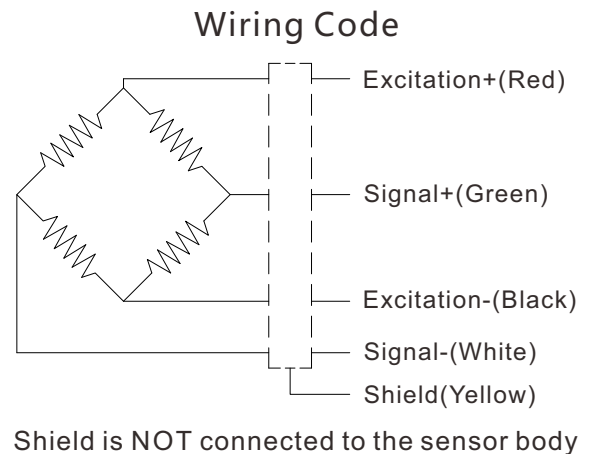 Wiring Code
Excitation+(Red)
Signal+(Green)
Excitation-(Black)
Signal-(White)
Shield(Yellow)
Shield is NOT connected to the sensor body